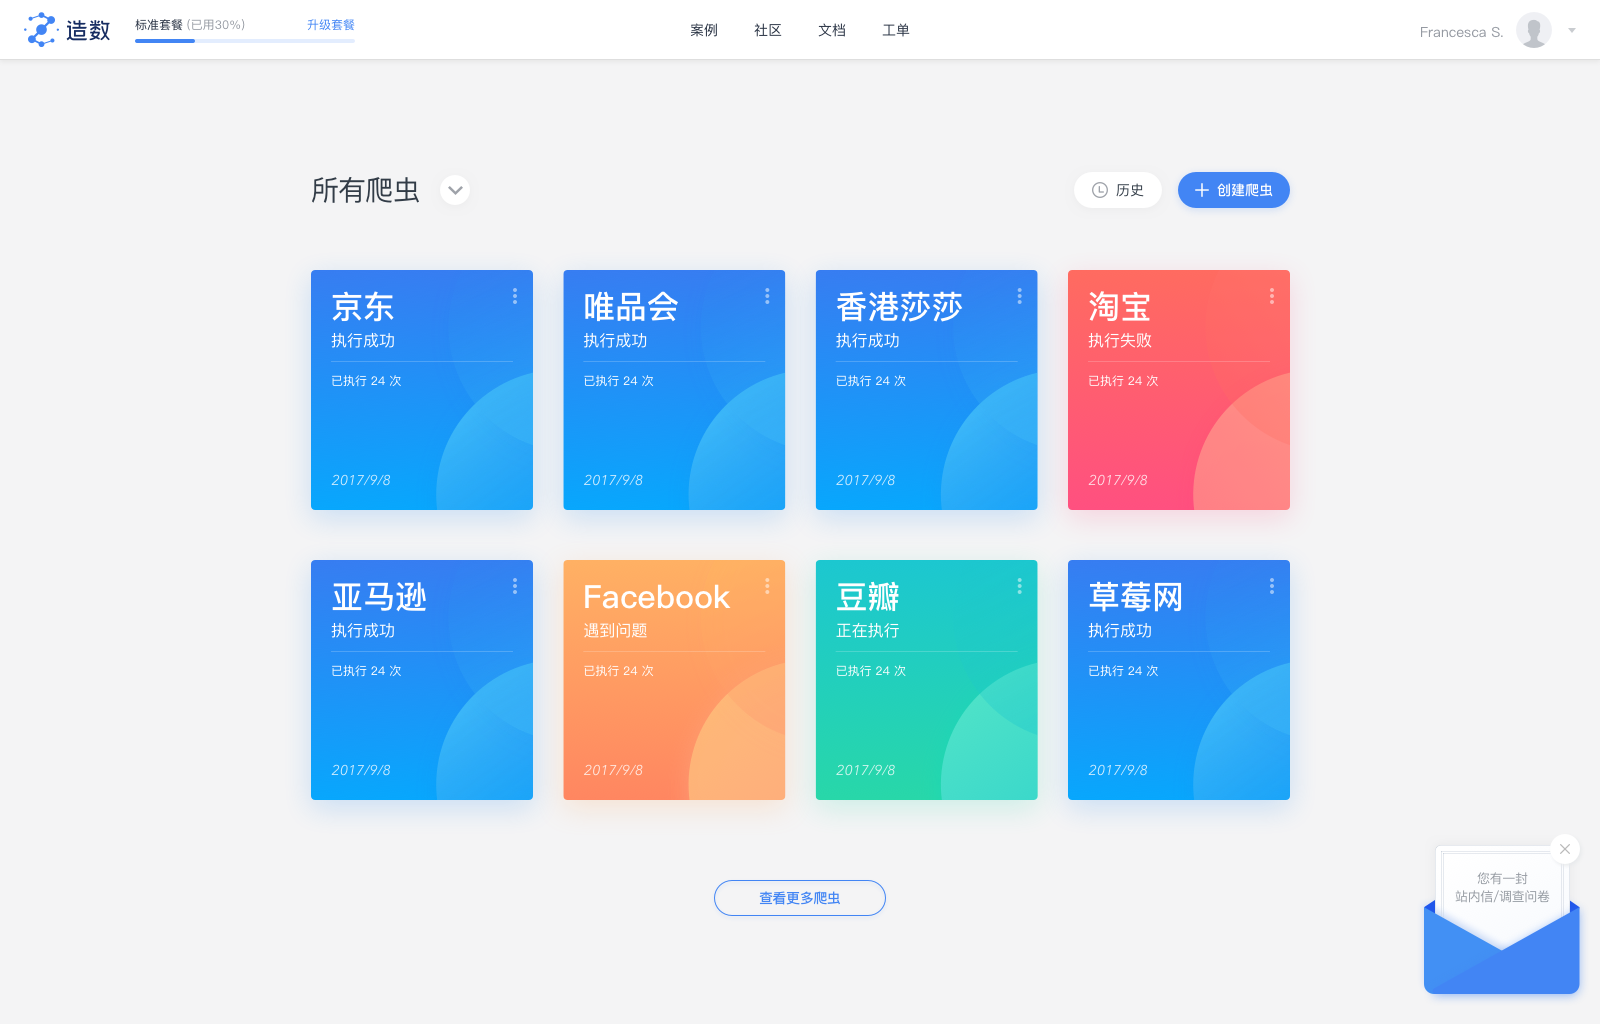 造数
标准套餐 (已用30%)
升级套餐
案例
社区
文档
工单
Francesca S.
所有爬虫
历史
创建爬虫
京东
执行成功
已执行 24 次
2017/9/8
唯品会
执行成功
已执行 24 次
2017/9/8
香港莎莎
执行成功
已执行 24 次
2017/9/8
淘宝
执行失败
已执行 24 次
2017/9/8
亚马逊
执行成功
已执行 24 次
2017/9/8
Facebook
遇到问题
已执行 24 次
2017/9/8
豆瓣
正在执行
已执行 24 次
2017/9/8
草莓网
执行成功
已执行 24 次
2017/9/8
查看更多爬虫
您有一封
站内信/调查问卷